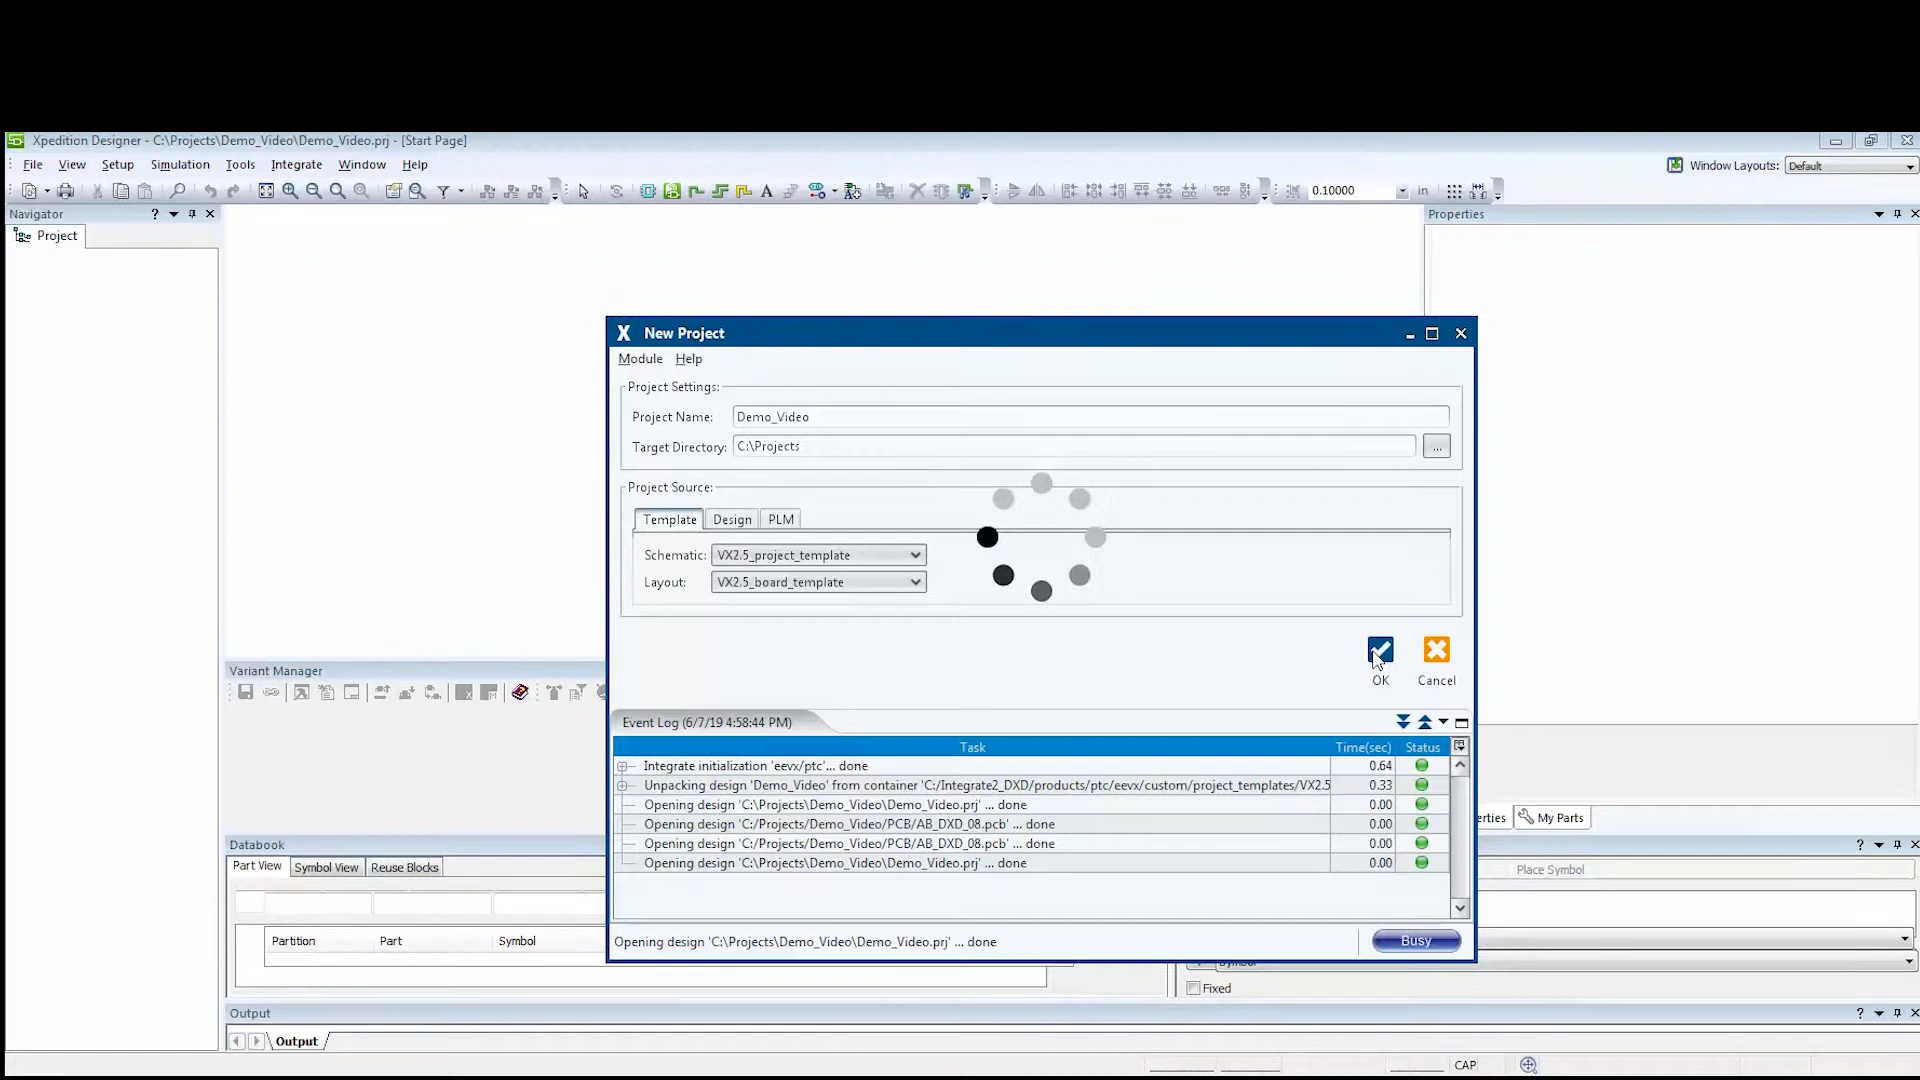 Xpedition Designer - C:\Projects\Demo_Video\Demo_Video.prj - [Start Page]
File View Setup Simulation Tools Integrate Window Help
Window Layouts: Default
0.10000 in
Navigator
Properties
Project
New Project
Module Help
Project Settings:
Project Name: Demo_Video
Target Directory: C:\Projects
...
Project Source:
Template Design PLM
Schematic: VX2.5_project_template
Layout: VX2.5_board_template
OK Cancel
Variant Manager
Event Log (6/7/19 4:58:44 PM)
Task Time(sec) Status
Integrate initialization 'eevx/ptc'... done 0.64
Unpacking design 'Demo_Video' from container 'C:/Integrate2_DXD/products/ptc/eevx/custom/project_templates/VX2.5 0.33
Opening design 'C:\Projects\Demo_Video\Demo_Video.prj' ... done 0.00
Opening design 'C:/Projects/Demo_Video/PCB/AB_DXD_08.pcb' ... done 0.00
Opening design 'C:/Projects/Demo_Video/PCB/AB_DXD_08.pcb' ... done 0.00
Opening design 'C:\Projects\Demo_Video\Demo_Video.prj' ... done 0.00
Opening design 'C:\Projects\Demo_Video\Demo_Video.prj' ... done Busy
erties My Parts
Databook
Part View Symbol View Reuse Blocks
Place Symbol
Partition Part Symbol
Fixed
Output
Output
CAP